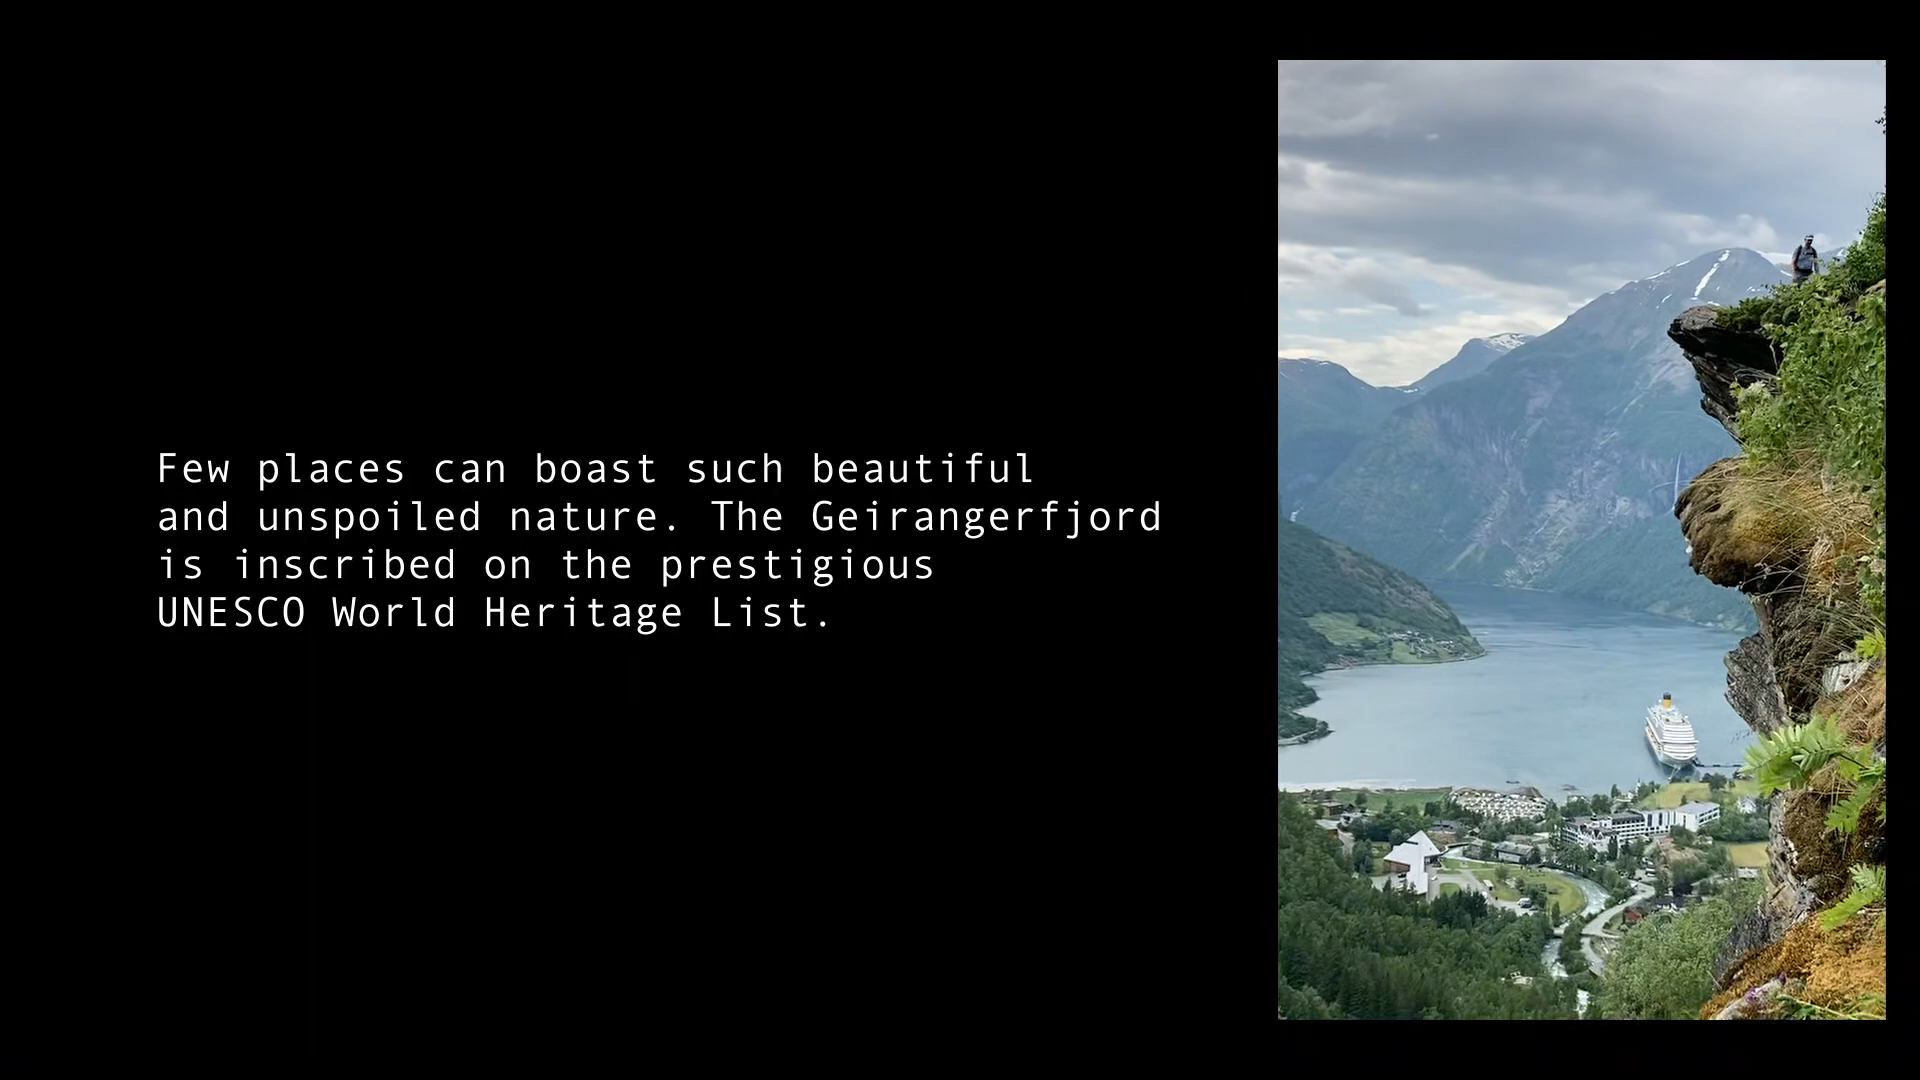 Few places can boast such beautiful
and unspoiled nature. The Geirangerfjord
is inscribed on the prestigious
UNESCO World Heritage List.